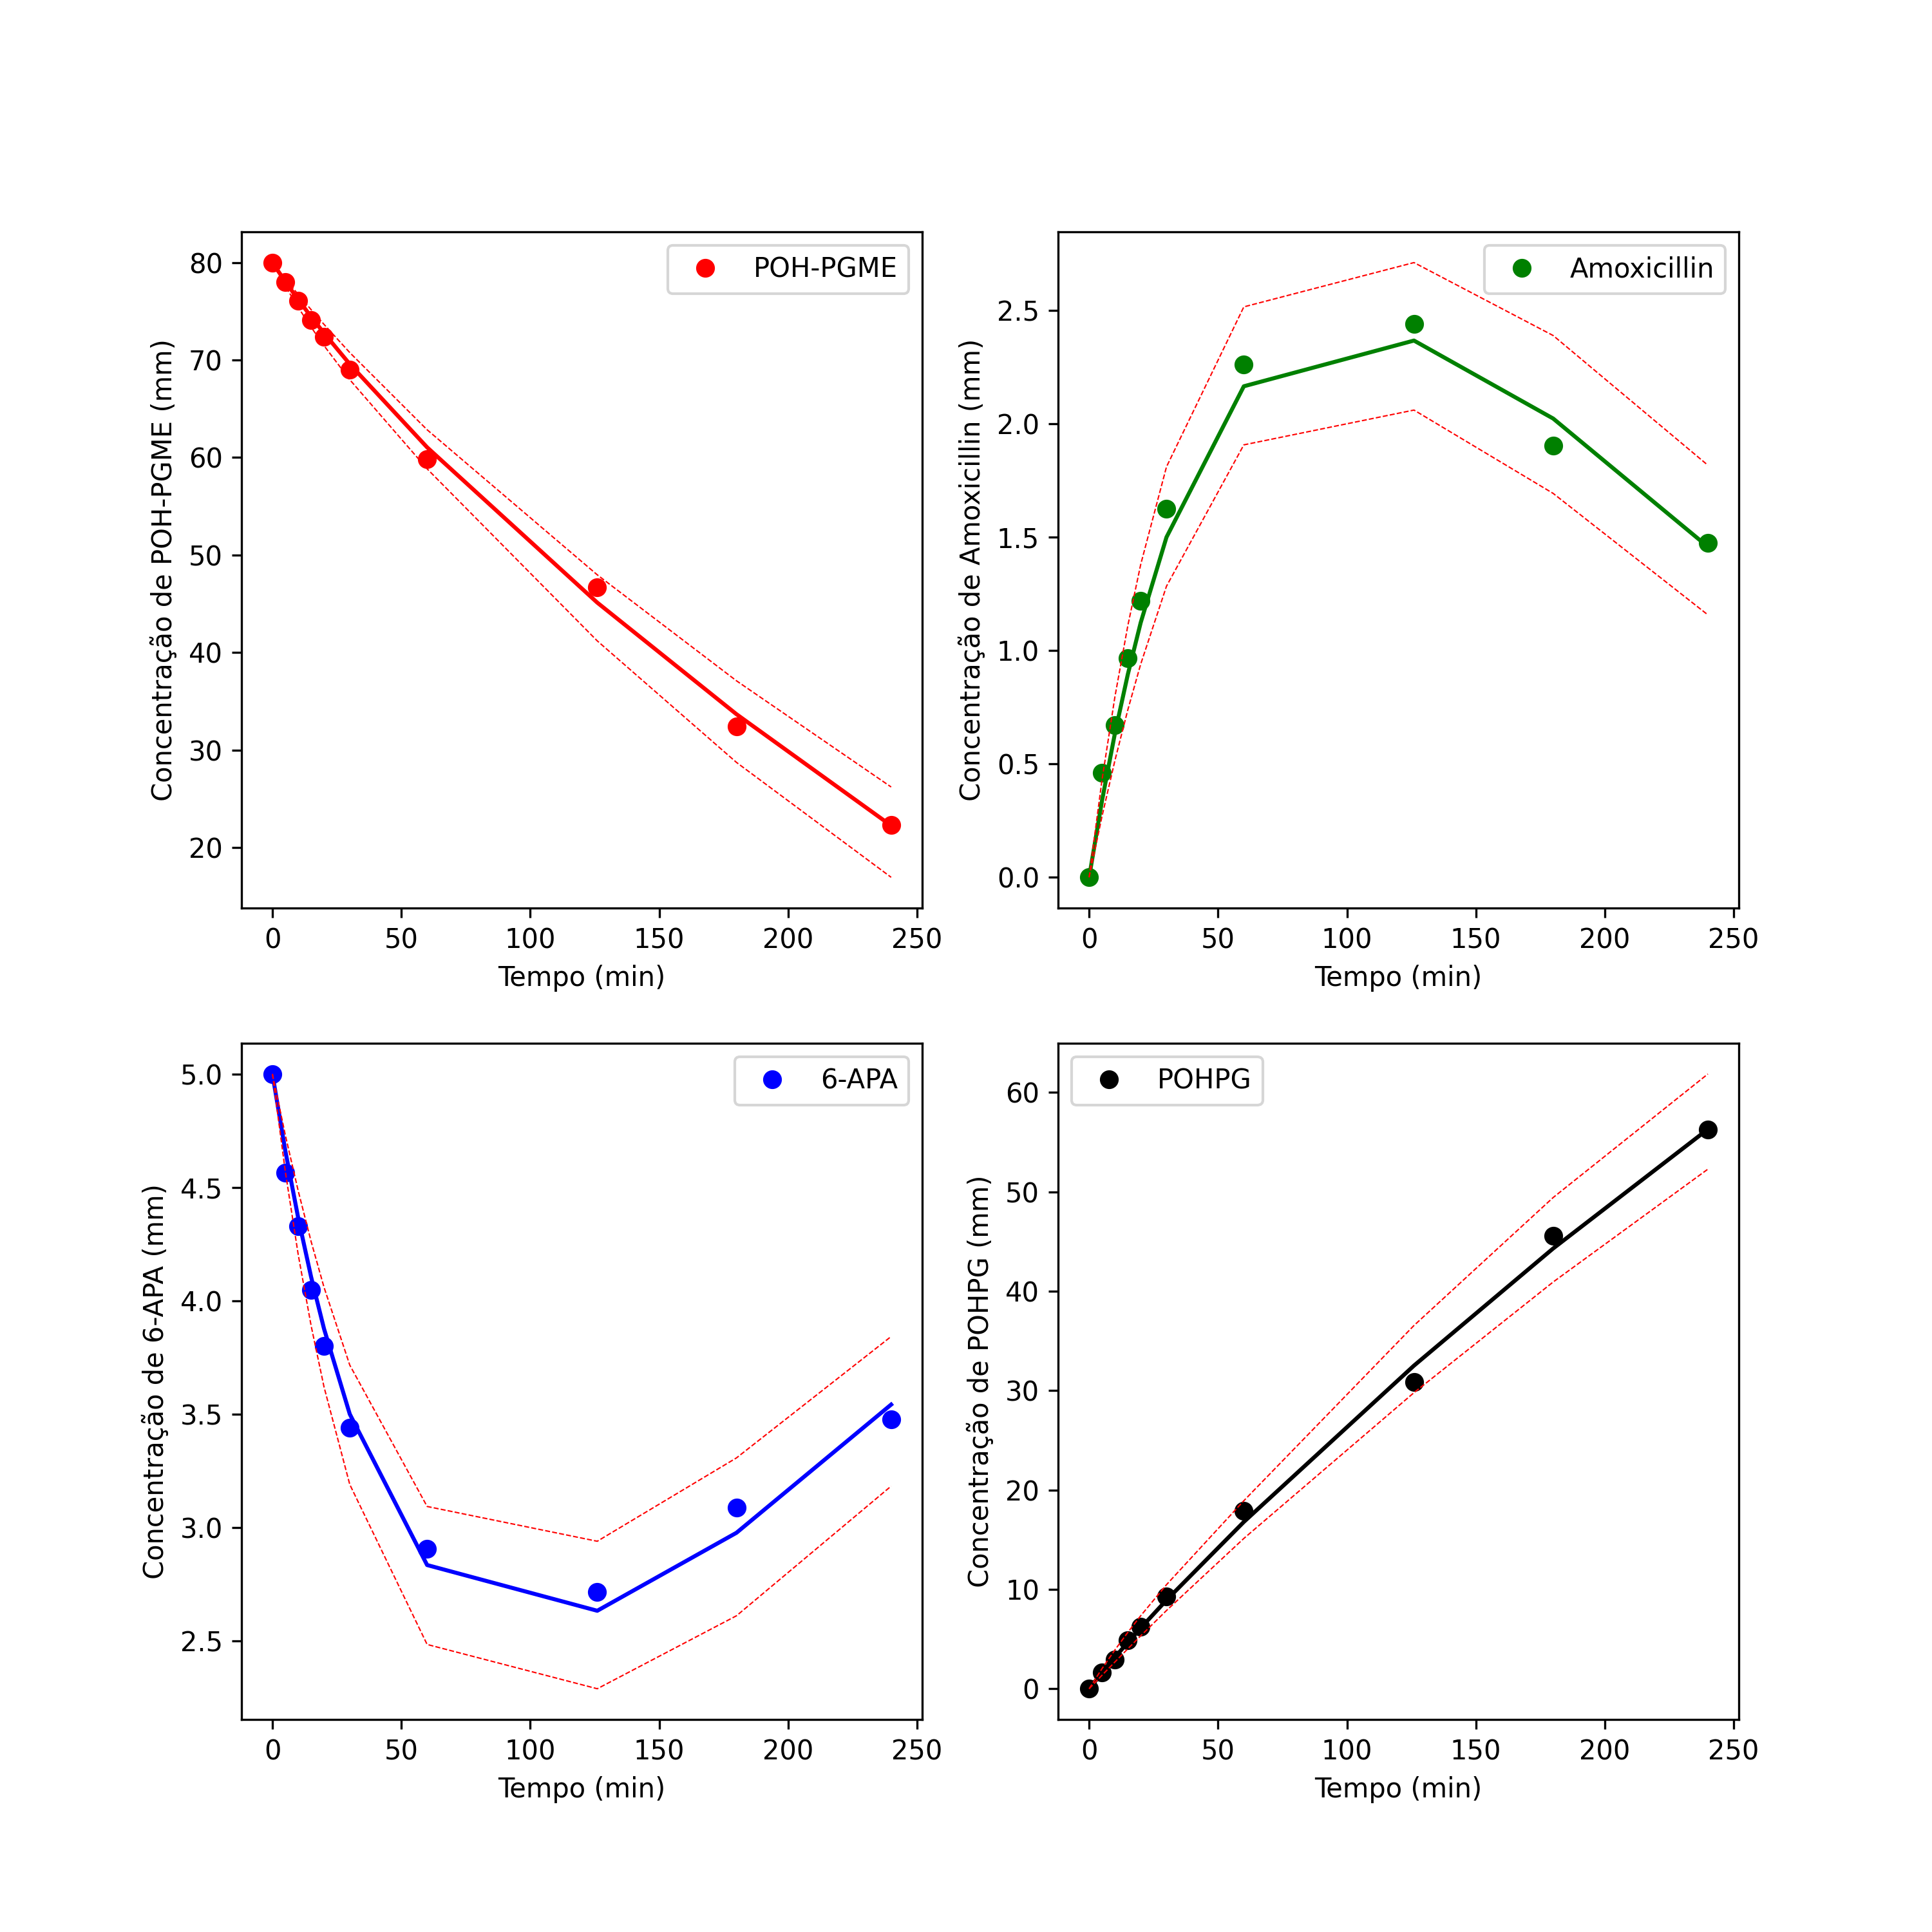 POH-PGME
80
70
60
50
40
30
20
Concentração de POH-PGME (mm)
0 50 100 150 200 250
Tempo (min)
Amoxicillin
2.5
2.0
1.5
1.0
0.5
0.0
Concentração de Amoxicillin (mm)
0 50 100 150 200 250
Tempo (min)
6-APA
5.0
4.5
4.0
3.5
3.0
2.5
Concentração de 6-APA (mm)
0 50 100 150 200 250
Tempo (min)
POHPG
60
50
40
30
20
10
0
Concentração de POHPG (mm)
0 50 100 150 200 250
Tempo (min)